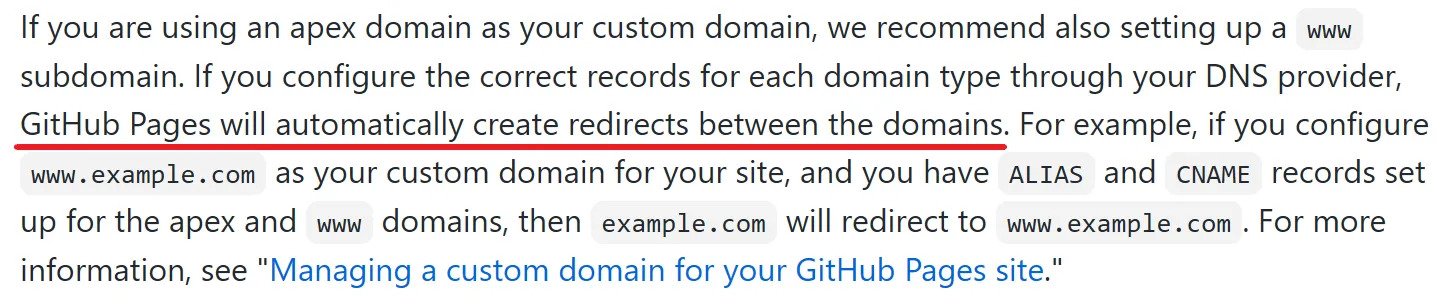 If you are using an apex domain as your custom domain, we recommend also setting up a www
subdomain. If you configure the correct records for each domain type through your DNS provider,
GitHub Pages will automatically create redirects between the domains. For example, if you configure
www.example.com as your custom domain for your site, and you have ALIAS and CNAME records set
up for the apex and www domains, then example.com will redirect to www.example.com. For more
information, see "Managing a custom domain for your GitHub Pages site."